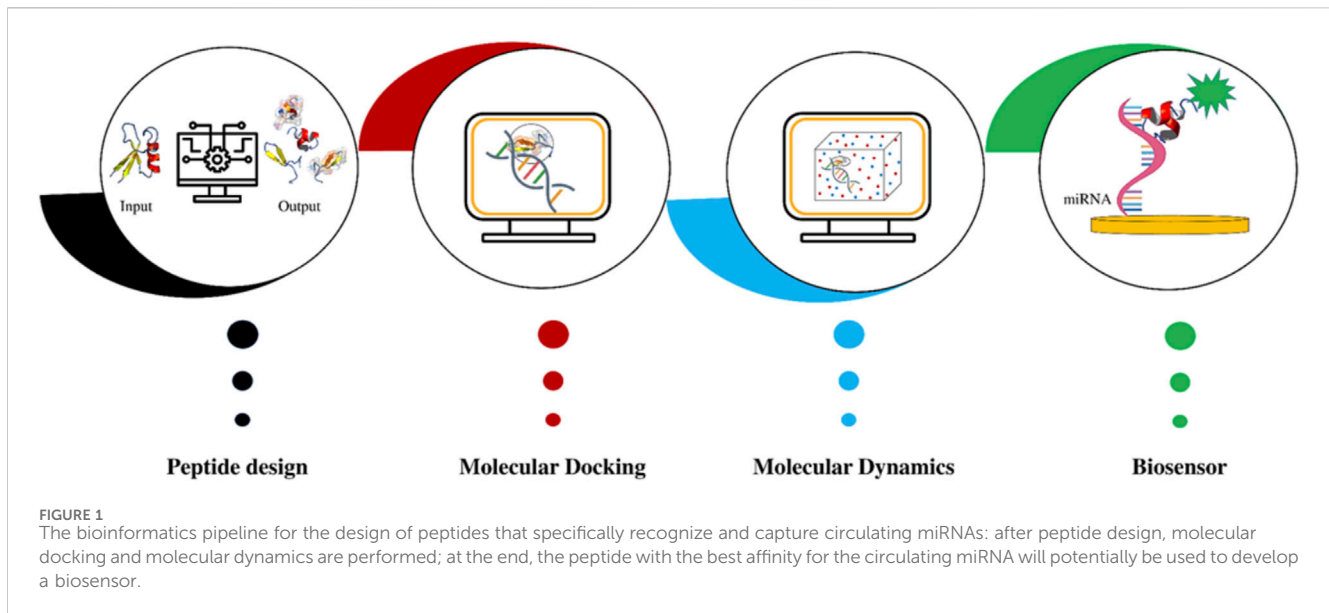 Input
Output
miRNA
Peptide design
Molecular Docking
Molecular Dynamics
Biosensor
FIGURE 1
The bioinformatics pipeline for the design of peptides that specifically recognize and capture circulating miRNAs: after peptide design, molecular
docking and molecular dynamics are performed; at the end, the peptide with the best affinity for the circulating miRNA will potentially be used to develop
a biosensor.